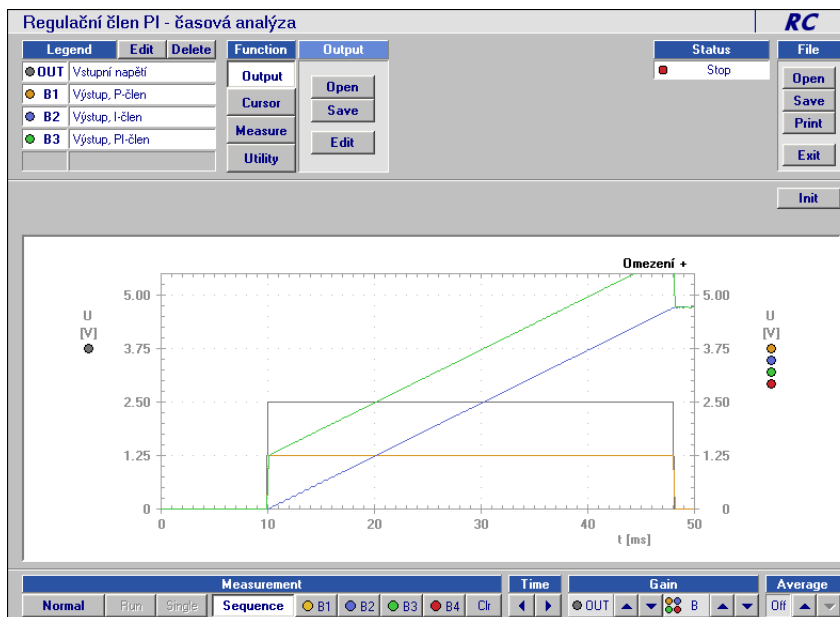 Regulační člen PI - časová analýza RC
Legend Edit Delete Function Output Status File
OUT Vstupní napětí Output Open Stop Open
B1 Výstup, P-člen Cursor Save Save
B2 Výstup, I-člen Measure Edit Print
B3 Výstup, PI-člen Utility Exit
Init
Omezení +
5.00 5.00
U U
[V] [V]
3.75 3.75
2.50 2.50
1.25 1.25
0 0
0 10 20 30 40 50
t [ms]
Measurement Time Gain Average
Normal Run Single Sequence B1 B2 B3 B4 Clr OUT B Off